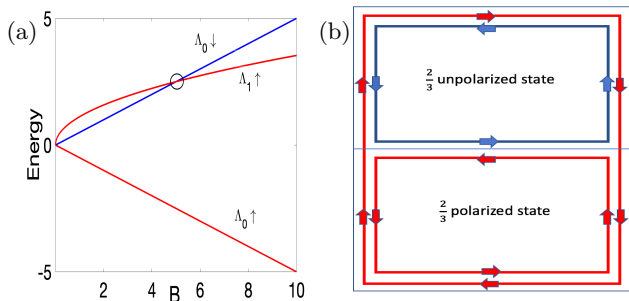 (a)
(b)
5
Λ0↓
Λ1↑
Energy
0
Λ0↑
-5
0 2 4 B 6 8 10
2/3 unpolarized state
2/3 polarized state